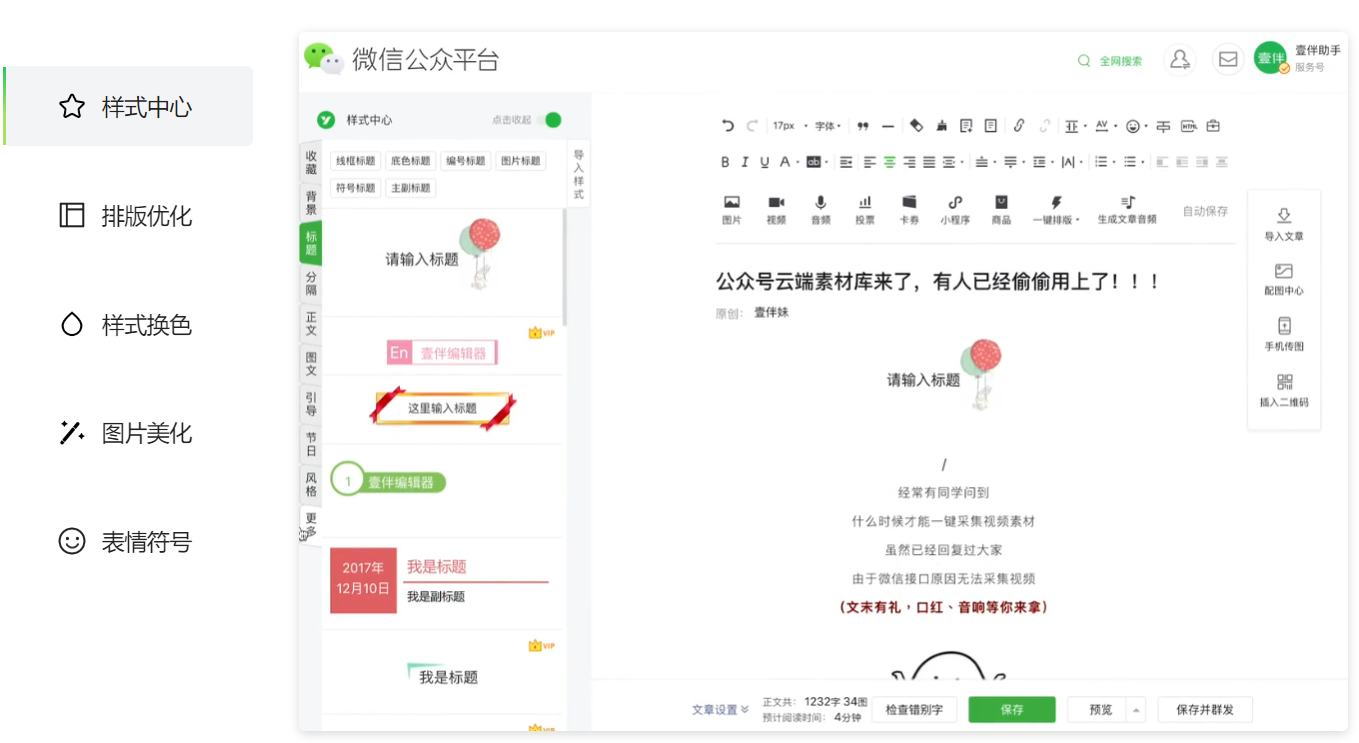 样式中心
排版优化
样式换色
图片美化
表情符号
微信公众平台
全网搜索
壹伴
壹伴助手
服务号
样式中心
点击收起
收藏
背景
标题
分隔
正文
图文
引导
节日
风格
更多
线框标题 底色标题 编号标题 图片标题
符号标题 主副标题
导入样式
请输入标题
VIP
En 壹伴编辑器
这里输入标题
1 壹伴编辑器
2017年
12月10日
我是标题
我是副标题
VIP
我是标题
VIP
17px 字体 HTML
B I U A
图片 视频 音频 投票 卡券 小程序 商品 一键排版 生成文章音频
自动保存
公众号云端素材库来了，有人已经偷偷用上了！！！
原创： 壹伴妹
请输入标题
/
经常有同学问到
什么时候才能一键采集视频素材
虽然已经回复过大家
由于微信接口原因无法采集视频
(文末有礼，口红、音响等你来拿)
导入文章
配图中心
手机传图
插入二维码
文章设置
正文共： 1232字 34图
预计阅读时间： 4分钟
检查错别字
保存
预览
保存并群发